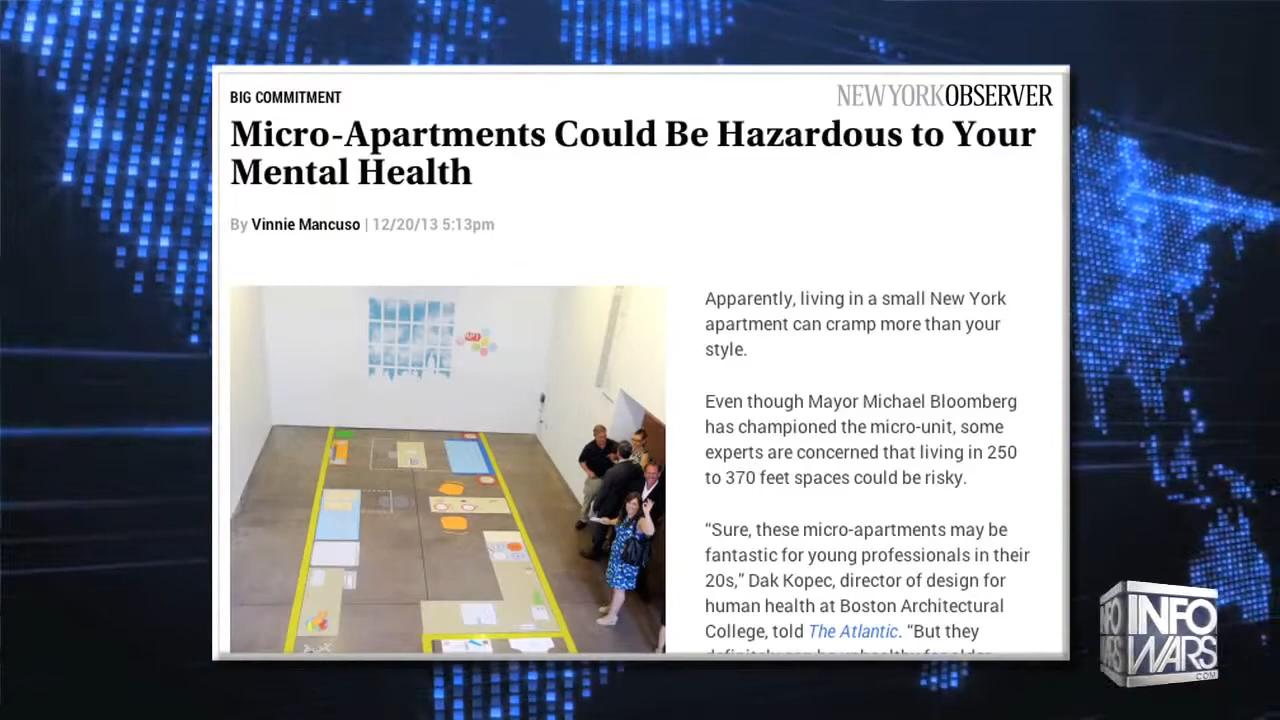 BIG COMMITMENT
NEW YORK OBSERVER
Micro-Apartments Could Be Hazardous to Your
Mental Health
By Vinnie Mancuso | 12/20/13 5:13pm
Apparently, living in a small New York
apartment can cramp more than your
style.
Even though Mayor Michael Bloomberg
has championed the micro-unit, some
experts are concerned that living in 250
to 370 feet spaces could be risky.
“Sure, these micro-apartments may be
fantastic for young professionals in their
20s,” Dak Kopec, director of design for
human health at Boston Architectural
College, told The Atlantic. “But they
INFO
WARS
.COM